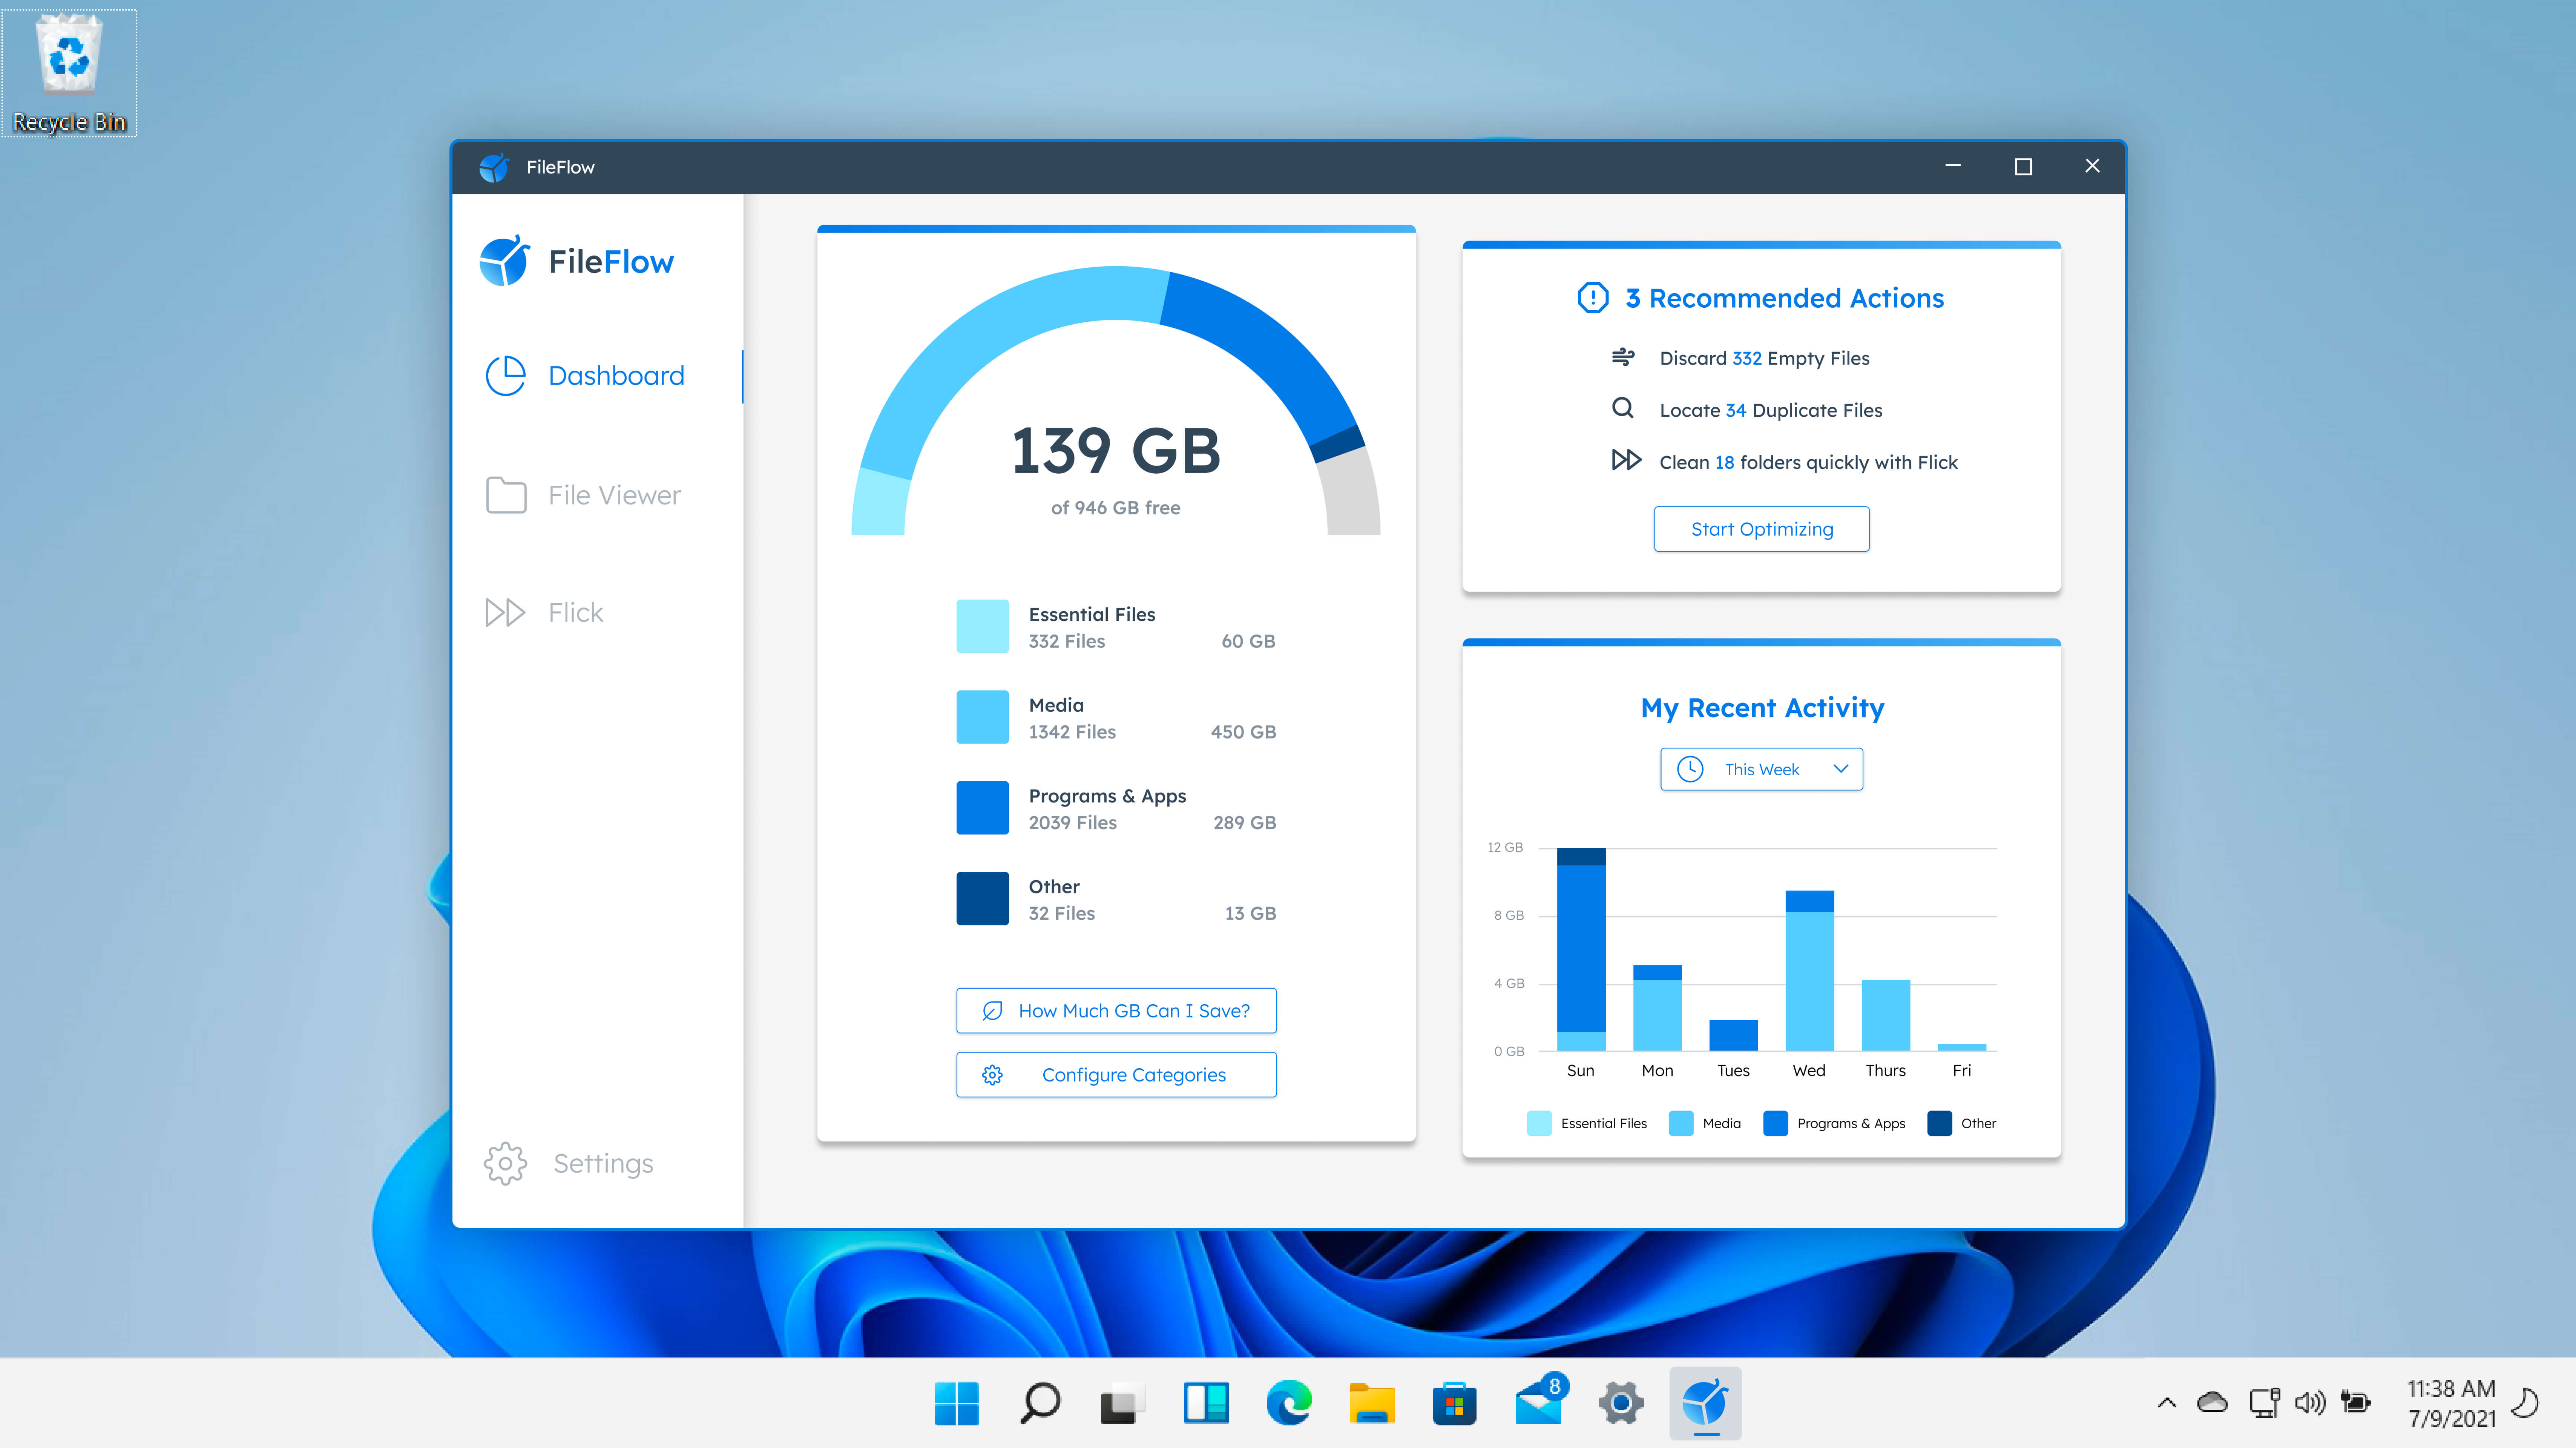 Recycle Bin
FileFlow
FileFlow
Dashboard
File Viewer
Flick
Settings
139 GB
of 946 GB free
Essential Files
332 Files 60 GB
Media
1342 Files 450 GB
Programs & Apps
2039 Files 289 GB
Other
32 Files 13 GB
How Much GB Can I Save?
Configure Categories
3 Recommended Actions
Discard 332 Empty Files
Locate 34 Duplicate Files
Clean 18 folders quickly with Flick
Start Optimizing
My Recent Activity
This Week
12 GB
8 GB
4 GB
0 GB
Sun Mon Tues Wed Thurs Fri
Essential Files Media Programs & Apps Other
8
11:38 AM
7/9/2021